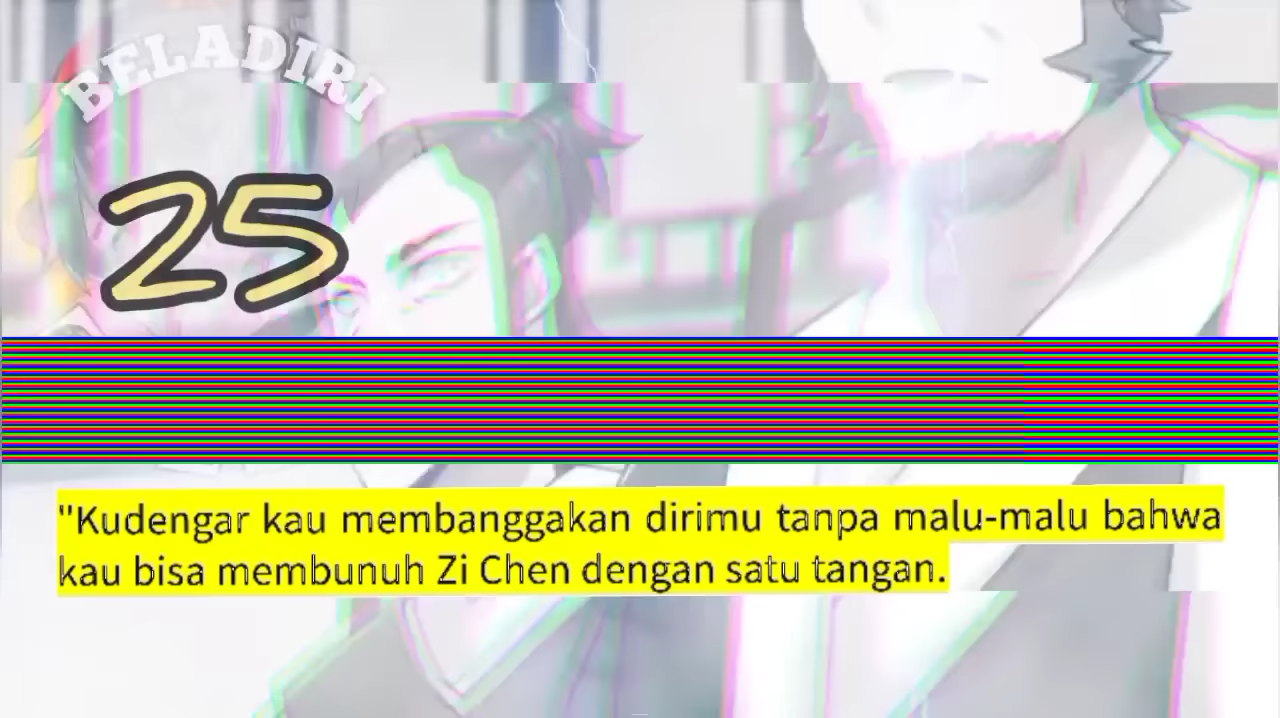 BELADIRI
25
"Kudengar kau membanggakan dirimu tanpa malu-malu bahwa
kau bisa membunuh Zi Chen dengan satu tangan.